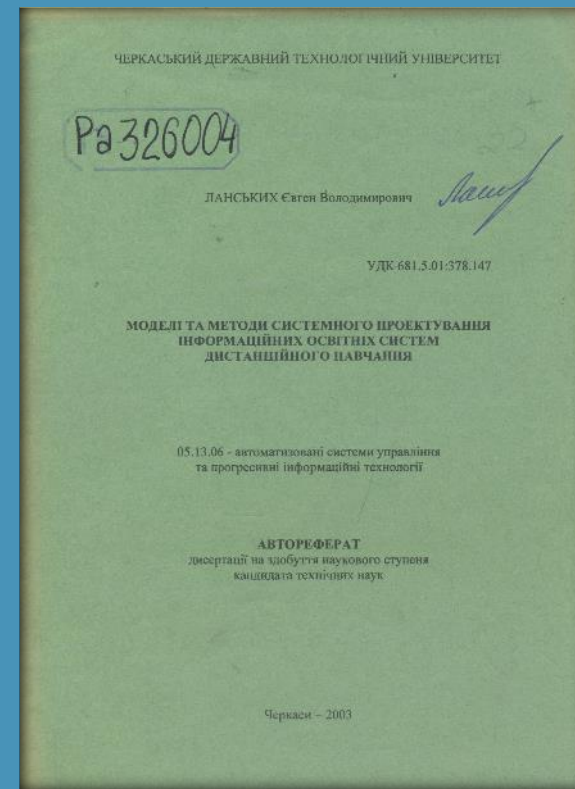 ЧЕРКАСЬКИЙ ДЕРЖАВНИЙ ТЕХНОЛОГІЧНИЙ УНІВЕРСИТЕТ
Ра326004
ЛАНСЬКИХ Євген Володимирович
УДК 681.5.01:378.147
МОДЕЛІ ТА МЕТОДИ СИСТЕМНОГО ПРОЕКТУВАННЯ
ІНФОРМАЦІЙНИХ ОСВІТНІХ СИСТЕМ
ДИСТАНЦІЙНОГО НАВЧАННЯ
05.13.06 - автоматизовані системи управління
та прогресивні інформаційні технології
АВТОРЕФЕРАТ
дисертації на здобуття наукового ступеня
кандидата технічних наук
Черкаси – 2003